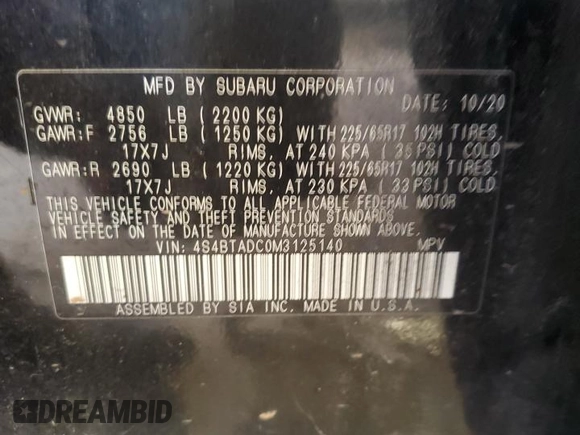 MFD BY SUBARU CORPORATION
DATE: 10/20
GVWR: 4850 LB (2200 KG)
GAWR:F 2756 LB (1250 KG) WITH 225/65R17 102H TIRES,
17X7J RIMS, AT 240 KPA (35 PSI) COLD
GAWR:R 2690 LB (1220 KG) WITH 225/65R17 102H TIRES,
17X7J RIMS, AT 230 KPA (33 PSI) COLD
THIS VEHICLE CONFORMS TO ALL APPLICABLE FEDERAL MOTOR
VEHICLE SAFETY AND THEFT PREVENTION STANDARDS
IN EFFECT ON THE DATE OF MANUFACTURE SHOWN ABOVE.
VIN: 4S4BTADC0M3125140 MPV
ASSEMBLED BY SIA INC. MADE IN U.S.A.
DREAMBID